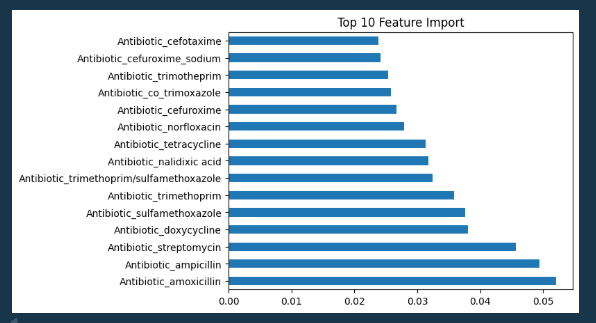 Top 10 Feature Import
Antibiotic_cefotaxime
Antibiotic_cefuroxime_sodium
Antibiotic_trimotheprim
Antibiotic_co_trimoxazole
Antibiotic_cefuroxime
Antibiotic_norfloxacin
Antibiotic_tetracycline
Antibiotic_nalidixic acid
Antibiotic_trimethoprim/sulfamethoxazole
Antibiotic_trimethoprim
Antibiotic_sulfamethoxazole
Antibiotic_doxycycline
Antibiotic_streptomycin
Antibiotic_ampicillin
Antibiotic_amoxicillin
0.00 0.01 0.02 0.03 0.04 0.05